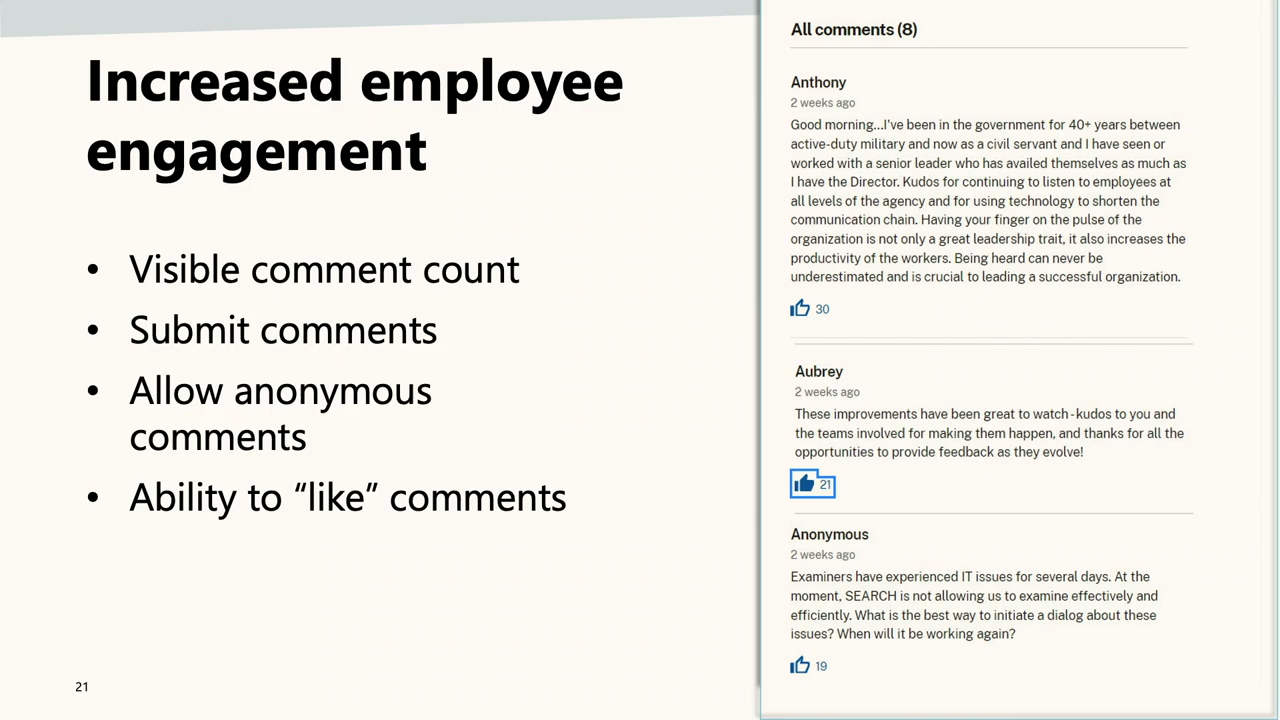 Increased employee
engagement
• Visible comment count
• Submit comments
• Allow anonymous
comments
• Ability to “like” comments
21
All comments (8)
Anthony
2 weeks ago
Good morning...I've been in the government for 40+ years between
active-duty military and now as a civil servant and I have seen or
worked with a senior leader who has availed themselves as much as
I have the Director. Kudos for continuing to listen to employees at
all levels of the agency and for using technology to shorten the
communication chain. Having your finger on the pulse of the
organization is not only a great leadership trait, it also increases the
productivity of the workers. Being heard can never be
underestimated and is crucial to leading a successful organization.
30
Aubrey
2 weeks ago
These improvements have been great to watch - kudos to you and
the teams involved for making them happen, and thanks for all the
opportunities to provide feedback as they evolve!
21
Anonymous
2 weeks ago
Examiners have experienced IT issues for several days. At the
moment, SEARCH is not allowing us to examine effectively and
efficiently. What is the best way to initiate a dialog about these
issues? When will it be working again?
19